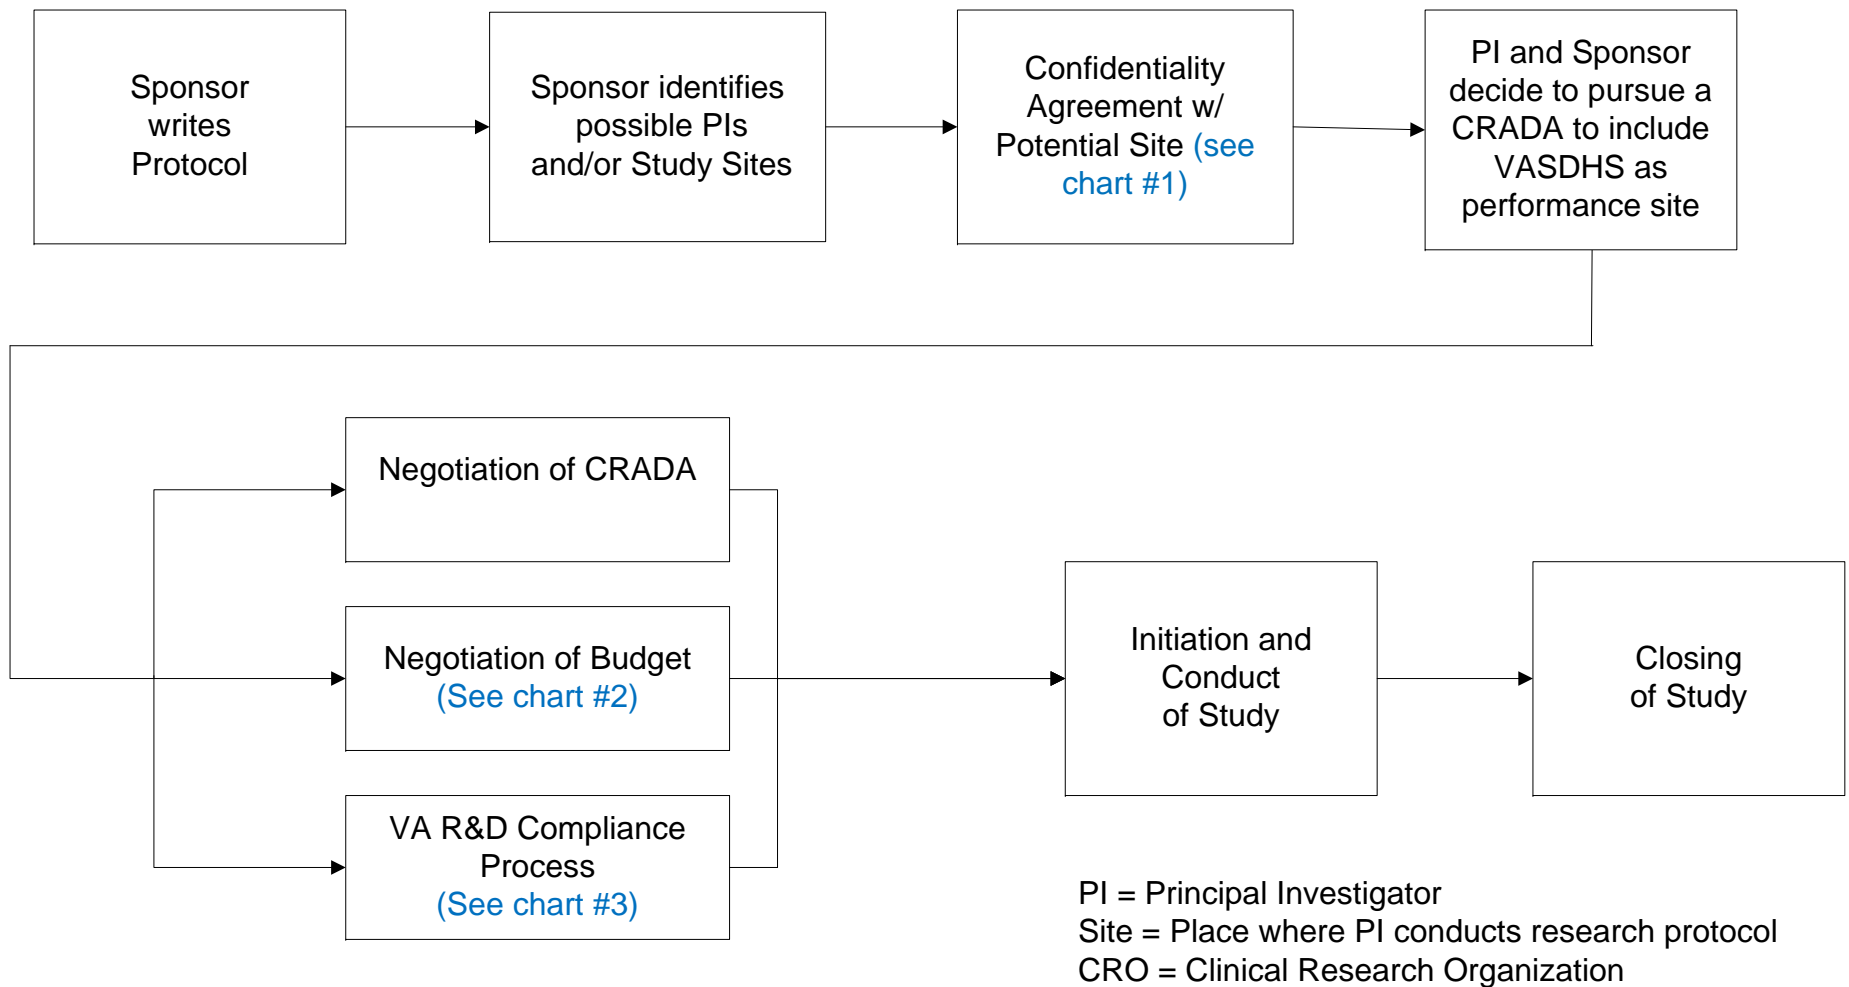 Sponsor
writes
Protocol
Sponsor identifies
possible PIs
and/or Study Sites
Confidentiality
Agreement w/
Potential Site (see
chart #1)
PI and Sponsor
decide to pursue a
CRADA to include
VASDHS as
performance site
Negotiation of CRADA
Negotiation of Budget
(See chart #2)
VA R&D Compliance
Process
(See chart #3)
Initiation and
Conduct
of Study
Closing
of Study
PI = Principal Investigator
Site = Place where PI conducts research protocol
CRO = Clinical Research Organization